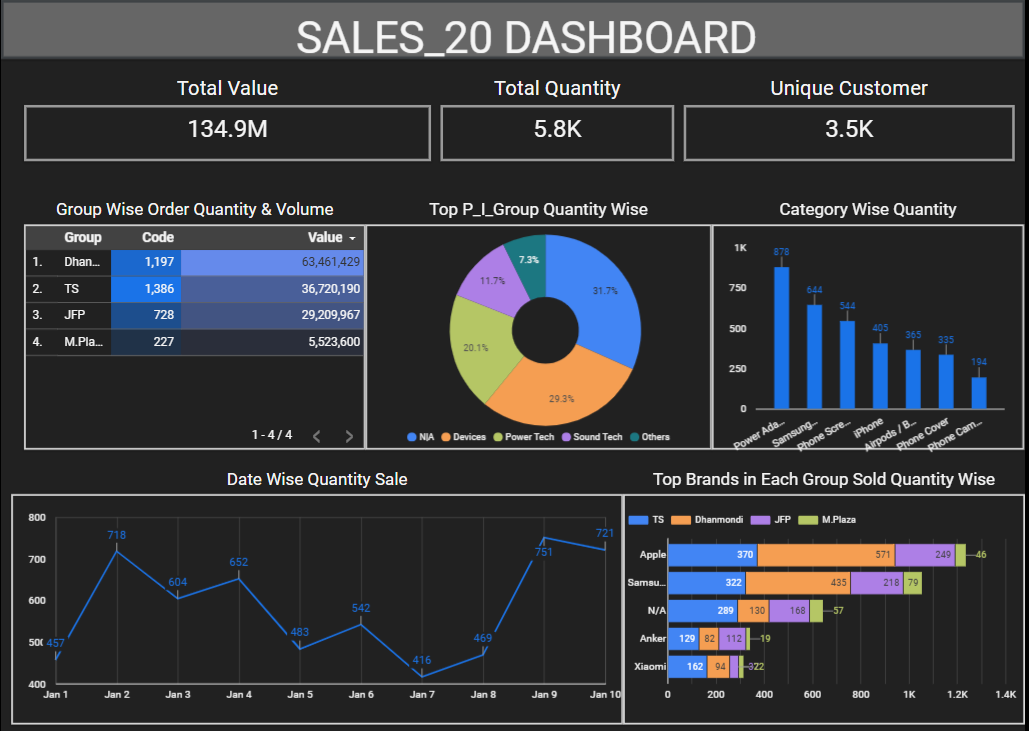 SALES_20 DASHBOARD
Total Value
Total Quantity
Unique Customer
134.9M
5.8K
3.5K
Group Wise Order Quantity & Volume
Group Code Value
1. Dhan... 1,197 63,461,429
2. TS 1,386 36,720,190
3. JFP 728 29,209,967
4. M.Pla... 227 5,523,600
1 - 4 / 4
Top P_I_Group Quantity Wise
31.7%
29.3%
20.1%
11.7%
7.3%
N|A Devices Power Tech Sound Tech Others
Category Wise Quantity
1K
750
500
250
0
878
644
544
405
365
335
194
Power Ada...
Samsung...
Phone Scre...
iPhone
Airpods / B...
Phone Cover
Phone Cam...
Date Wise Quantity Sale
800
700
600
500
400
457
718
604
652
483
542
416
469
751
721
Jan 1 Jan 2 Jan 3 Jan 4 Jan 5 Jan 6 Jan 7 Jan 8 Jan 9 Jan 10
Top Brands in Each Group Sold Quantity Wise
TS Dhanmondi JFP M.Plaza
Apple 370 571 249 46
Samsu... 322 435 218 79
N/A 289 130 168 57
Anker 129 82 112 19
Xiaomi 162 94
0 200 400 600 800 1K 1.2K 1.4K